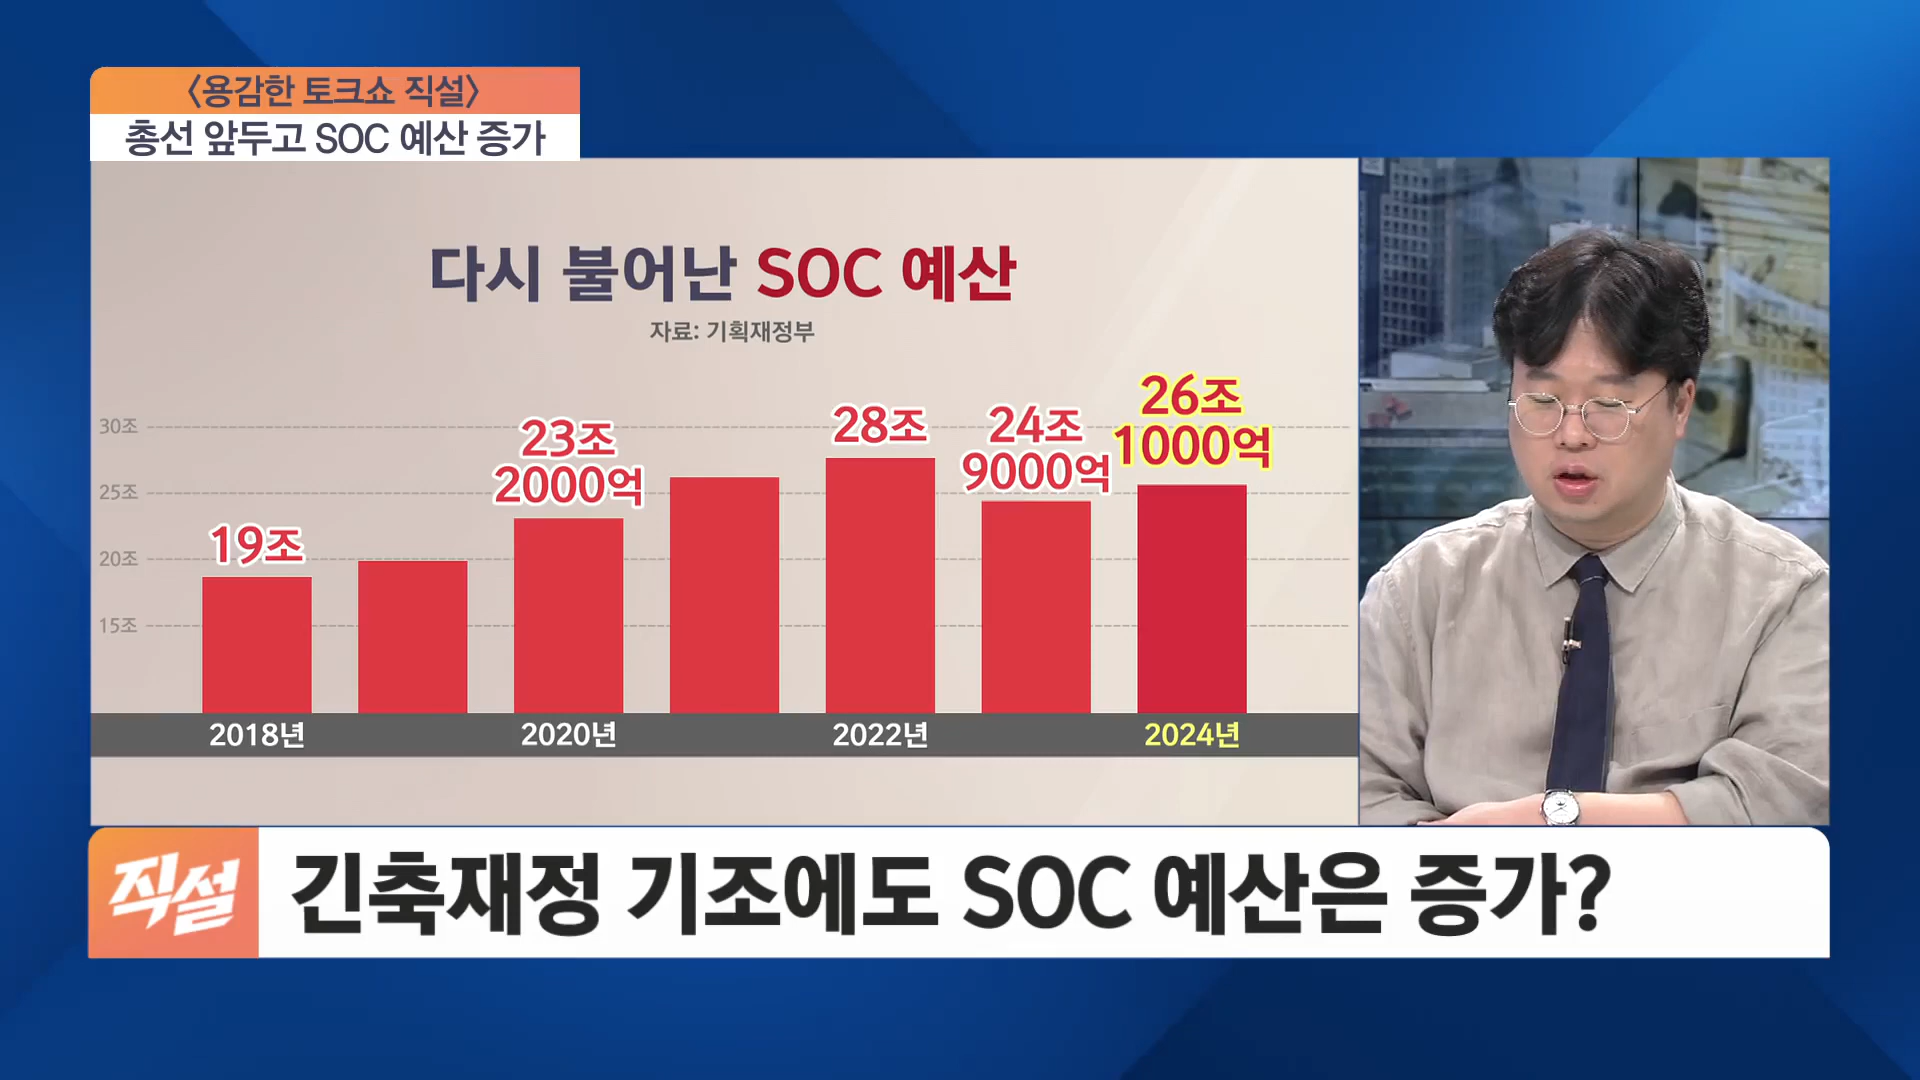 〈용감한 토크쇼 직설〉
총선 앞두고 SOC 예산 증가
다시 불어난 SOC 예산
자료: 기획재정부
30조
25조
20조
15조
19조
23조
2000억
28조
24조
9000억
26조
1000억
2018년
2020년
2022년
2024년
직설
긴축재정 기조에도 SOC 예산은 증가?